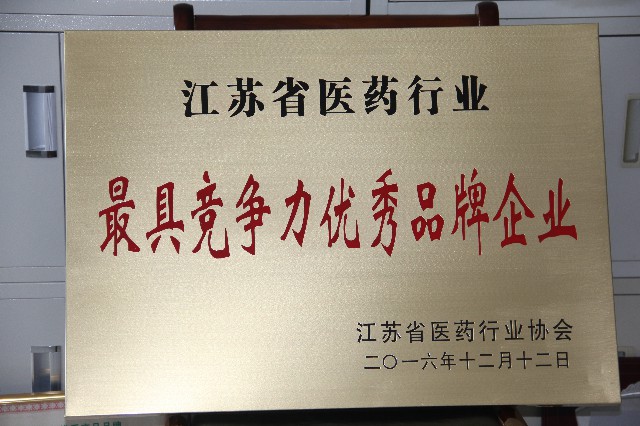 江苏省医药行业
最具竞争力优秀品牌企业
江苏省医药行业协会
二〇一六年十二月十二日